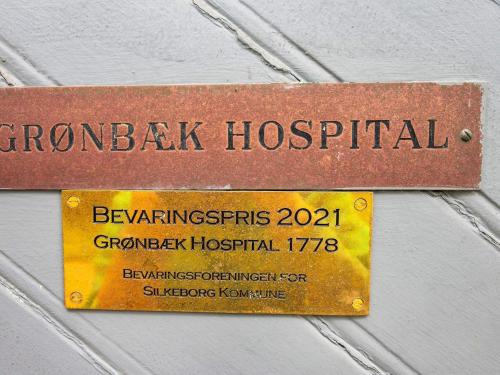 GRØNBÆK HOSPITAL
BEVARINGSPRIS 2021
GRØNBÆK HOSPITAL 1778
BEVARINGSFORENINGEN FOR
SILKEBORG KOMMUNE